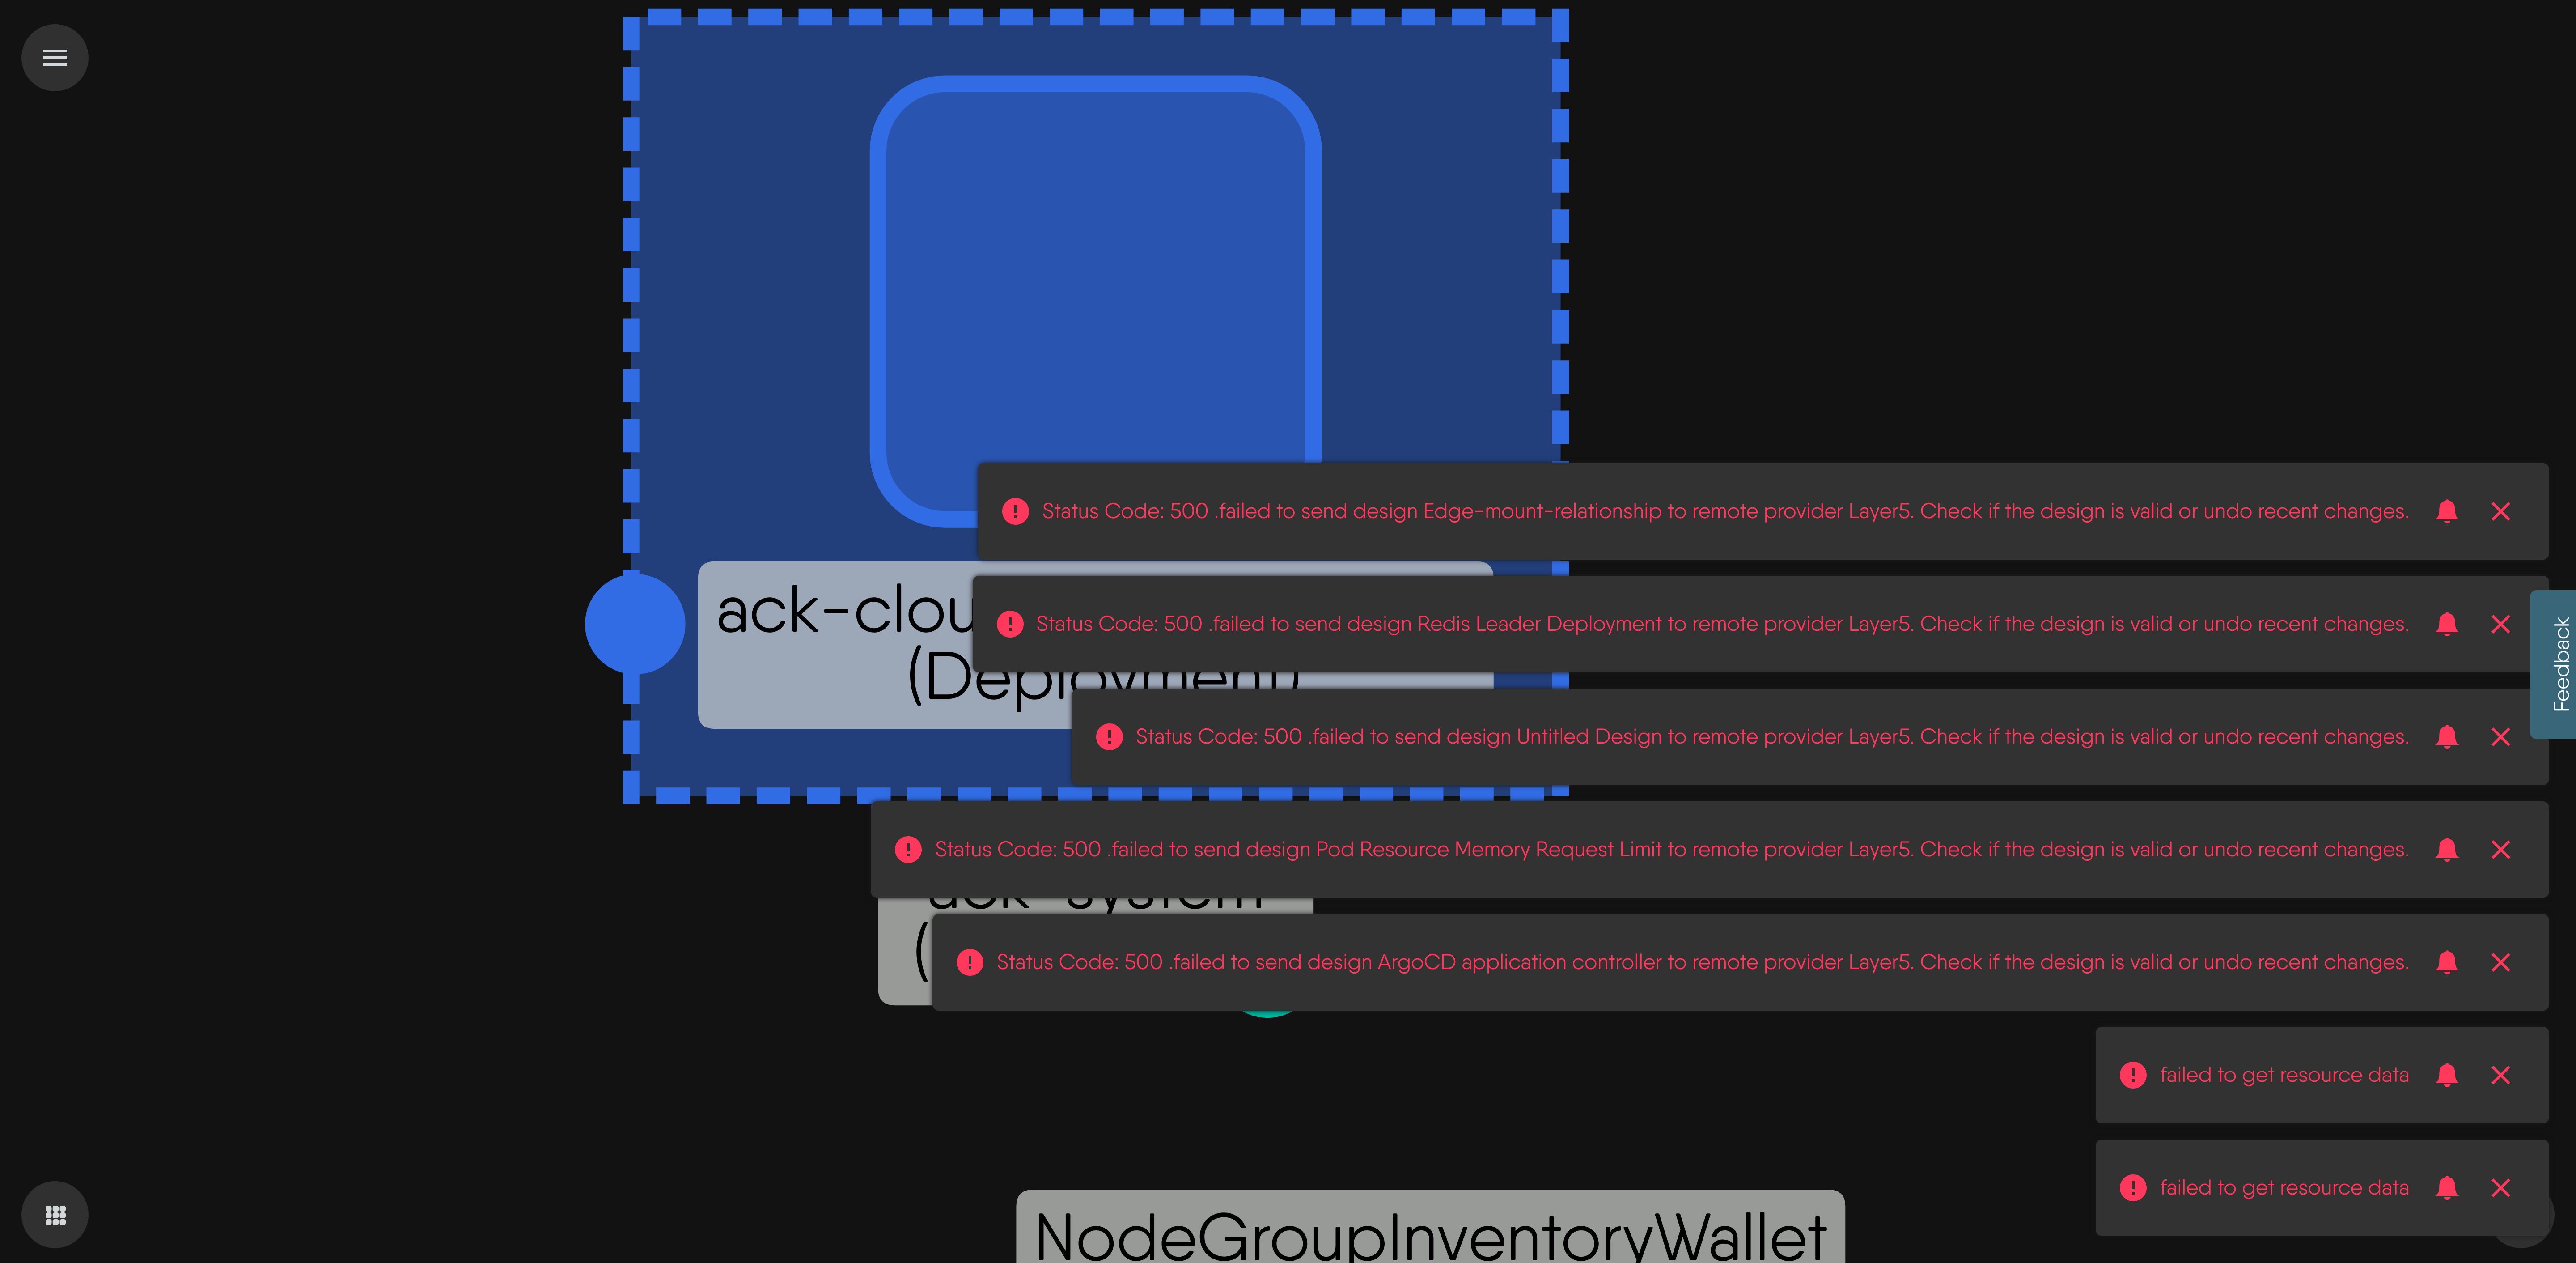 Status Code: 500 .failed to send design Edge-mount-relationship to remote provider Layer5. Check if the design is valid or undo recent changes.
ack-clou
Status Code: 500 .failed to send design Redis Leader Deployment to remote provider Layer5. Check if the design is valid or undo recent changes.
Feedback
(Deployment)
Status Code: 500 .failed to send design Untitled Design to remote provider Layer5. Check if the design is valid or undo recent changes.
Status Code: 500 .failed to send design Pod Resource Memory Request Limit to remote provider Layer5. Check if the design is valid or undo recent changes.
ack-system
(
Status Code: 500 .failed to send design ArgoCD application controller to remote provider Layer5. Check if the design is valid or undo recent changes.
failed to get resource data
failed to get resource data
NodeGroupInventoryWallet